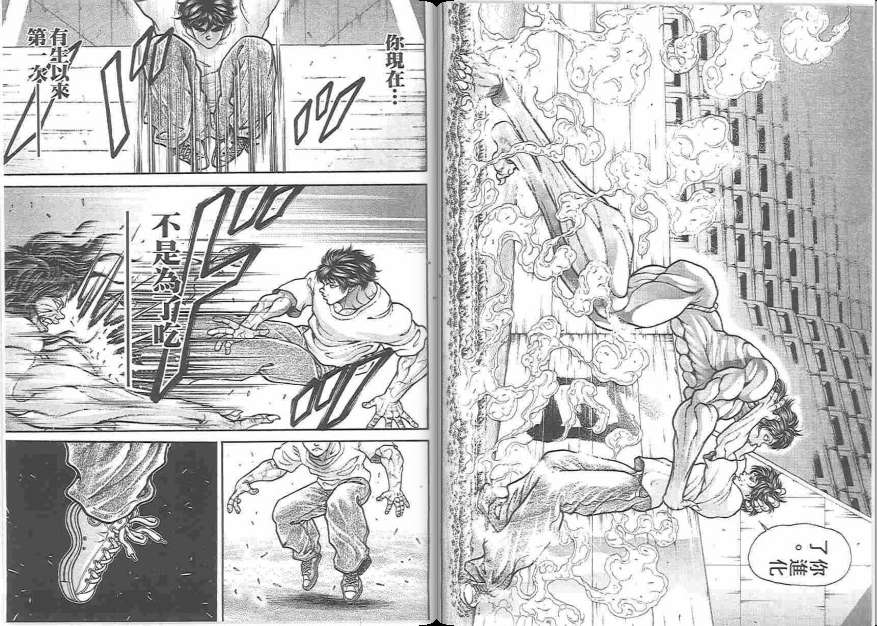 你進化
了。
你現在…
有生以來
第一次
不是為了吃